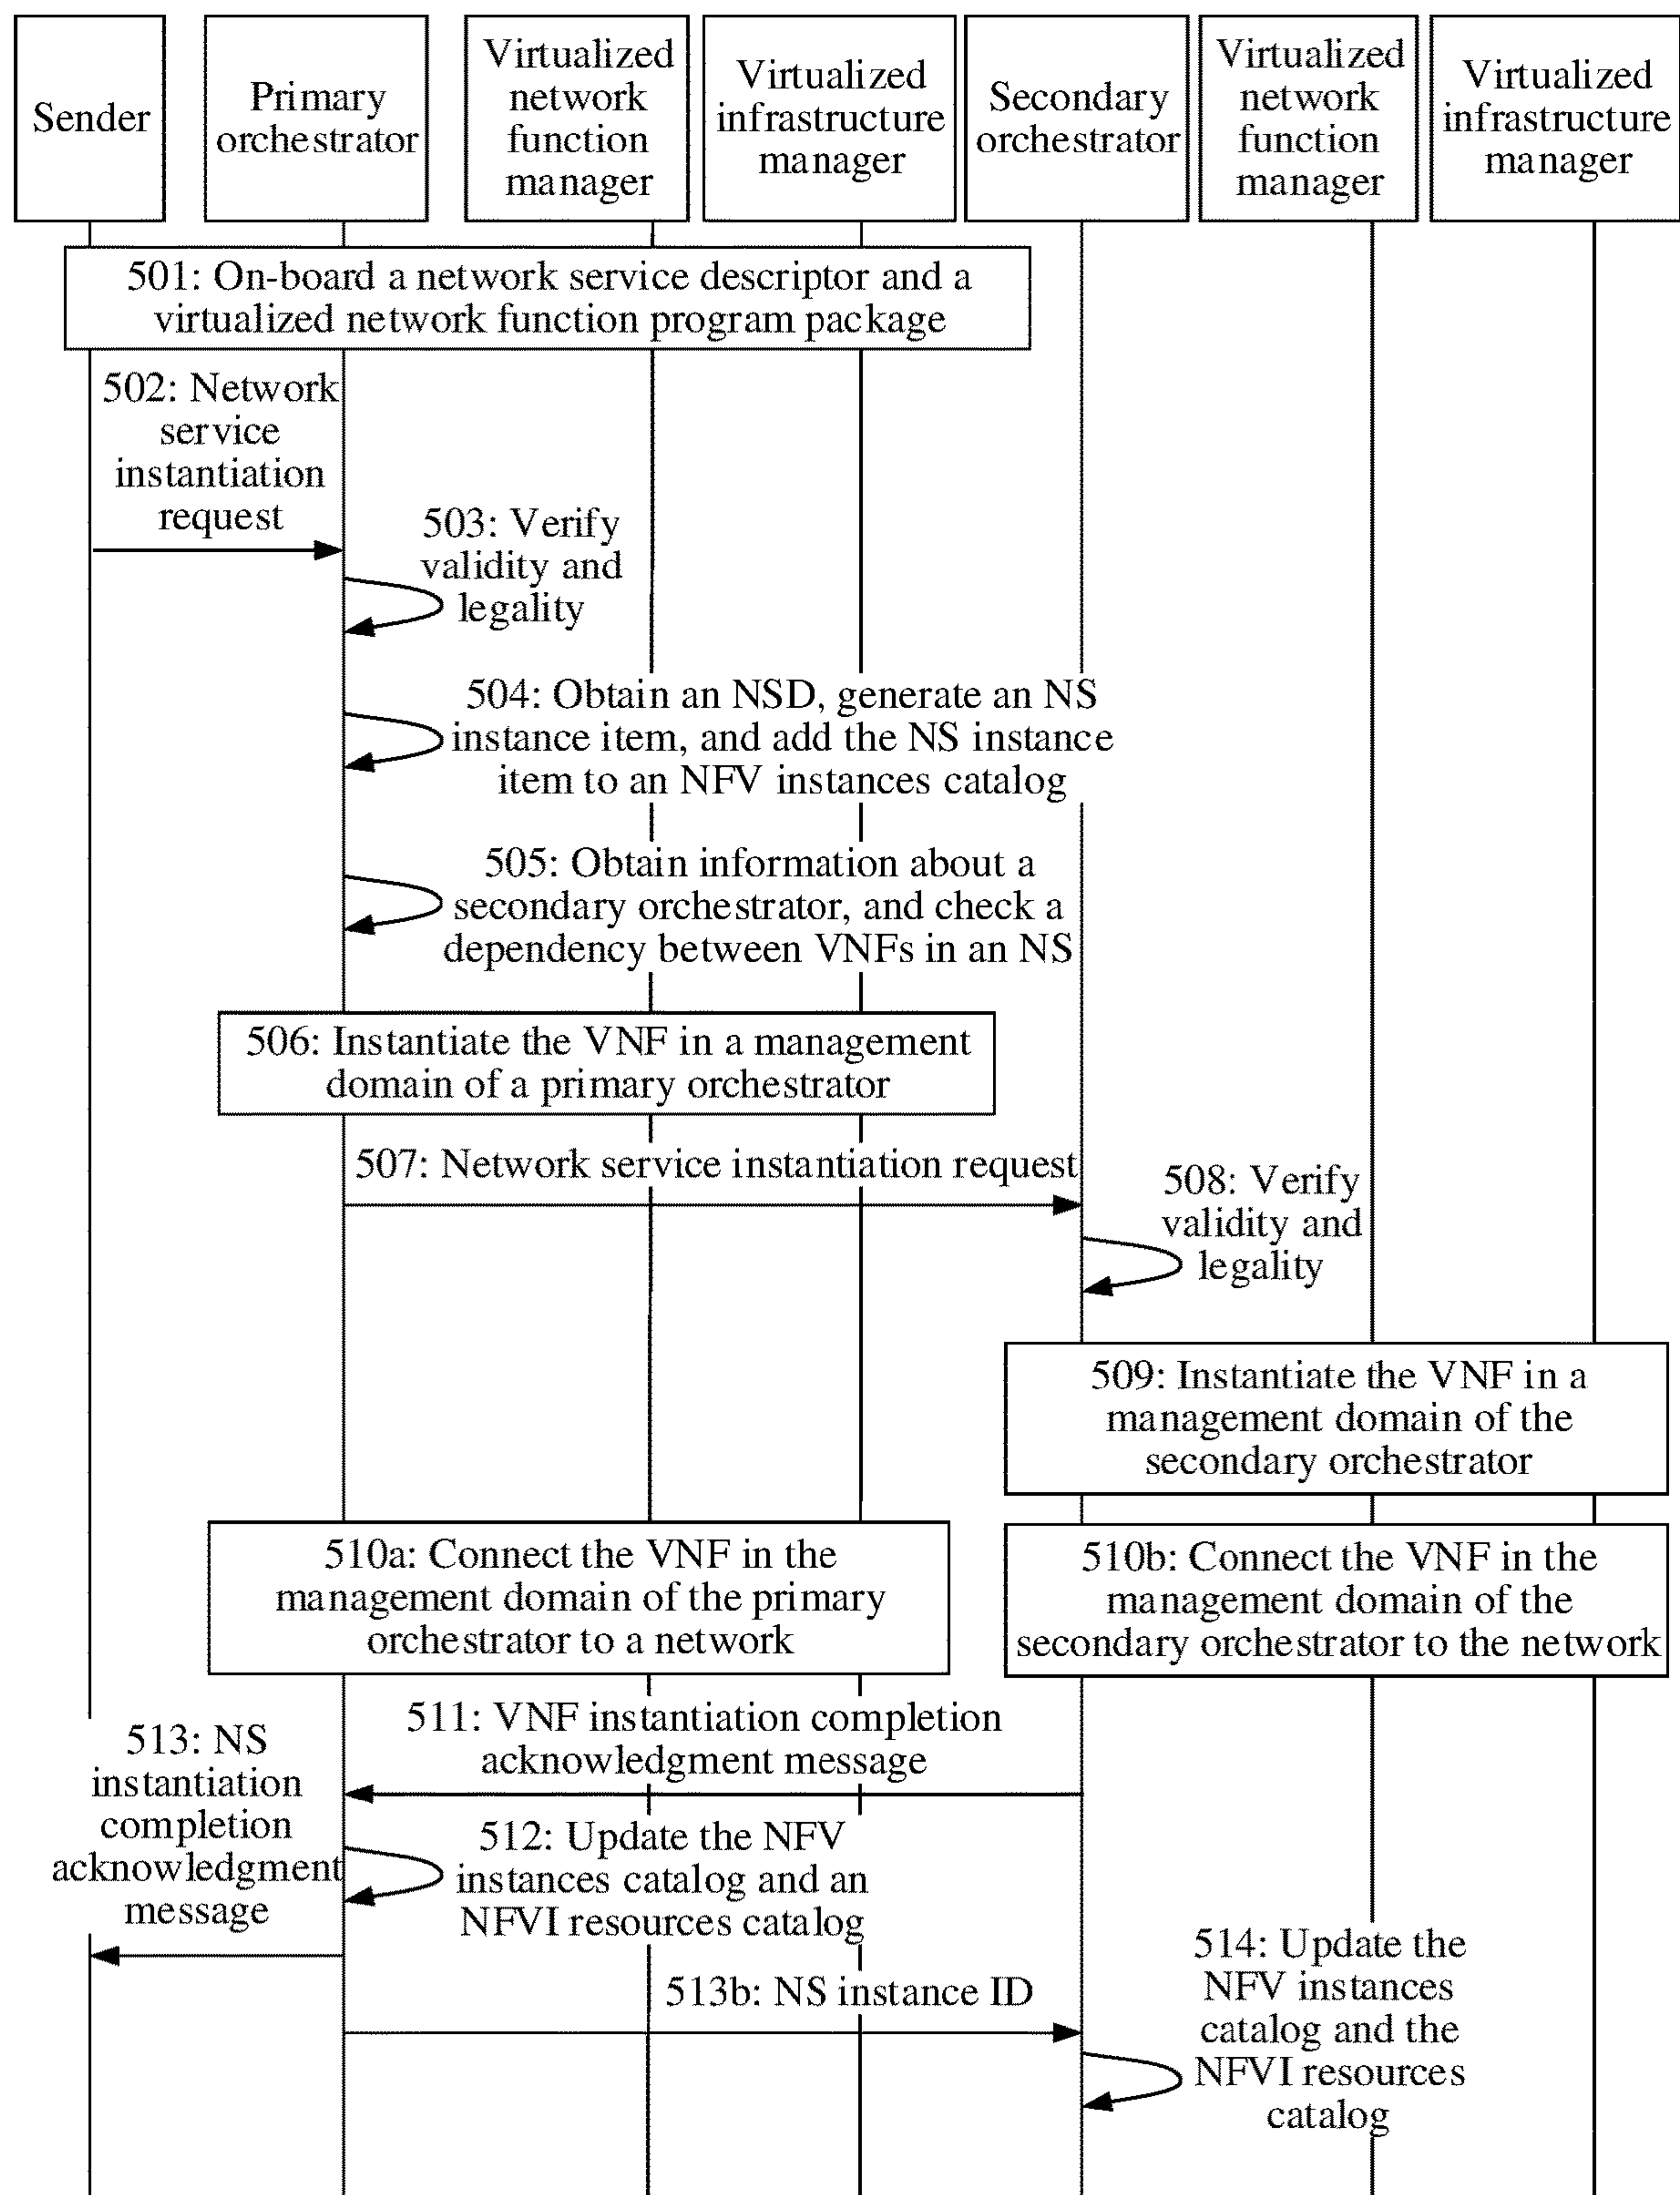 Sender
Primary
orchestrator
Virtualized
network
function
manager
Virtualized
infrastructure
manager
Secondary
orchestrator
Virtualized
network
function
manager
Virtualized
infrastructure
manager
501: On-board a network service descriptor and a
virtualized network function program package
502: Network
service
instantiation
request
503: Verify
validity and
legality
504: Obtain an NSD, generate an NS
instance item, and add the NS instance
item to an NFV instances catalog
505: Obtain information about a
secondary orchestrator, and check a
dependency between VNFs in an NS
506: Instantiate the VNF in a management
domain of a primary orchestrator
507: Network service instantiation request
508: Verify
validity and
legality
509: Instantiate the VNF in a
management domain of the
secondary orchestrator
510a: Connect the VNF in the
management domain of the primary
orchestrator to a network
510b: Connect the VNF in the
management domain of the
secondary orchestrator to the network
511: VNF instantiation completion
acknowledgment message
512: Update the NFV
instances catalog and an
NFVI resources catalog
513: NS
instantiation
completion
acknowledgment
message
513b: NS instance ID
514: Update the
NFV instances
catalog and the
NFVI resources
catalog